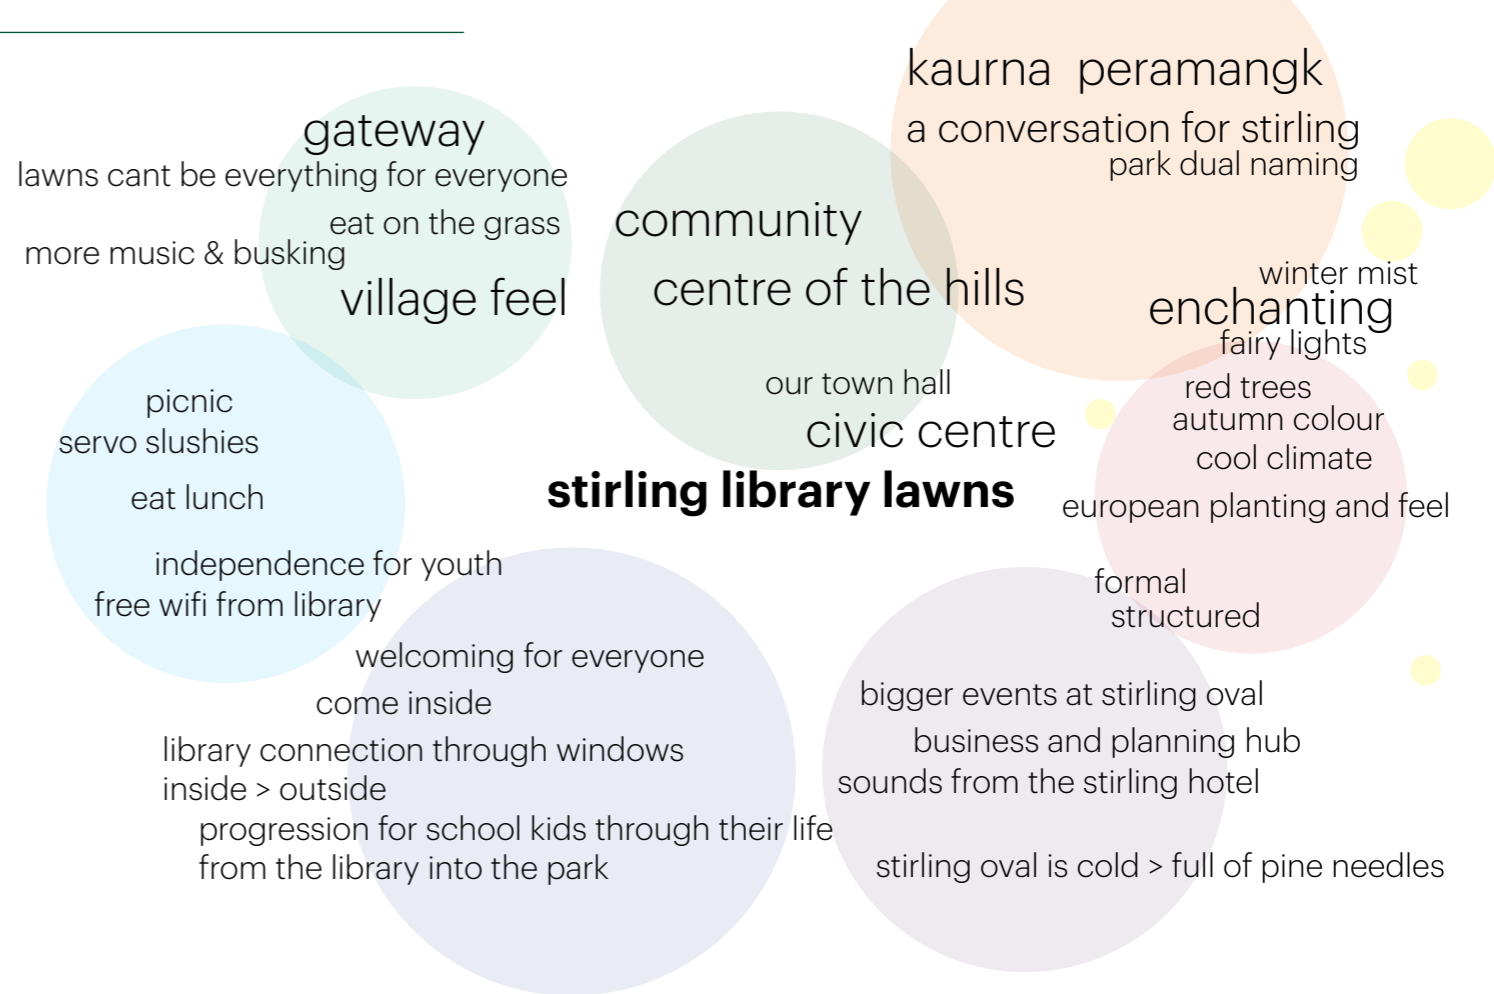 kaurna peramangk
a conversation for stirling
park dual naming
gateway
lawns cant be everything for everyone
eat on the grass
more music & busking
village feel
community
centre of the hills
our town hall
civic centre
stirling library lawns
winter mist
enchanting
fairy lights
red trees
autumn colour
cool climate
european planting and feel
formal
structured
picnic
servo slushies
eat lunch
independence for youth
free wifi from library
welcoming for everyone
come inside
library connection through windows
inside > outside
progression for school kids through their life
from the library into the park
bigger events at stirling oval
business and planning hub
sounds from the stirling hotel
stirling oval is cold > full of pine needles